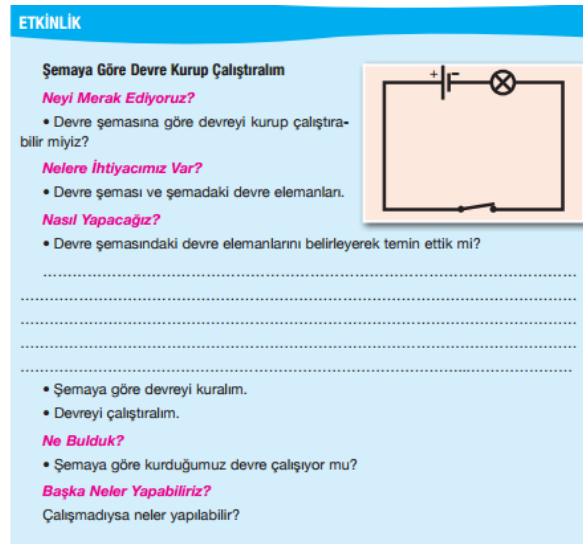 ETKİNLİK
Şemaya Göre Devre Kurup Çalıştıralım
Neyi Merak Ediyoruz?
• Devre şemasına göre devreyi kurup çalıştıra-
bilir miyiz?
Nelere İhtiyacımız Var?
• Devre şeması ve şemadaki devre elemanları.
Nasıl Yapacağız?
• Devre şemasındaki devre elemanlarını belirleyerek temin ettik mi?
• Şemaya göre devreyi kuralım.
• Devreyi çalıştıralım.
Ne Bulduk?
• Şemaya göre kurduğumuz devre çalışıyor mu?
Başka Neler Yapabiliriz?
Çalışmadıysa neler yapılabilir?